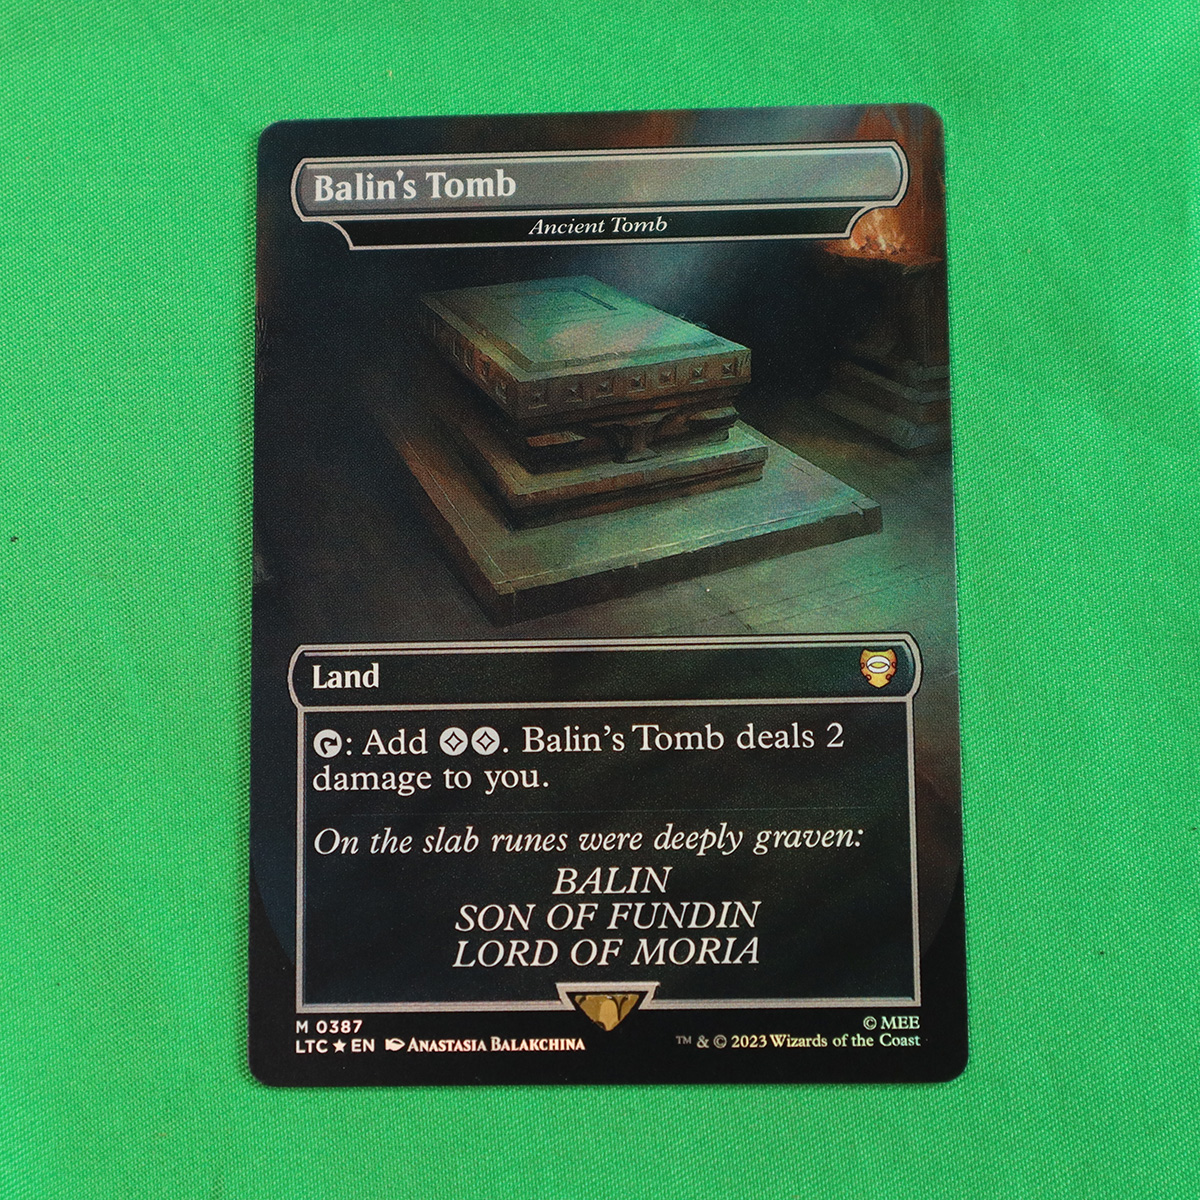 Balin's Tomb
Ancient Tomb
Land
: Add . Balin's Tomb deals 2
damage to you.
On the slab runes were deeply graven:
BALIN
SON OF FUNDIN
LORD OF MORIA
M 0387
LTC ★ EN ANASTASIA BALAKCHINA
© MEE
™ & © 2023 Wizards of the Coast